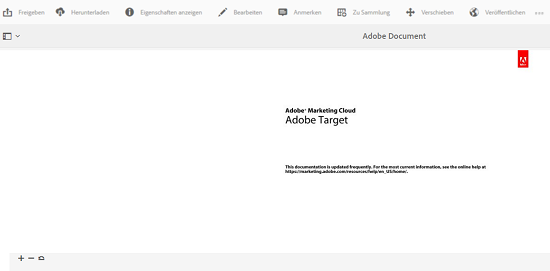 Freigeben Herunterladen Eigenschaften anzeigen Bearbeiten Anmerken Zu Sammlung Verschieben Veröffentlichen
Adobe Document
Adobe® Marketing Cloud
Adobe Target
This documentation is updated frequently. For the most current information, see the online help at
https://marketing.adobe.com/resources/help/en_US/home/.